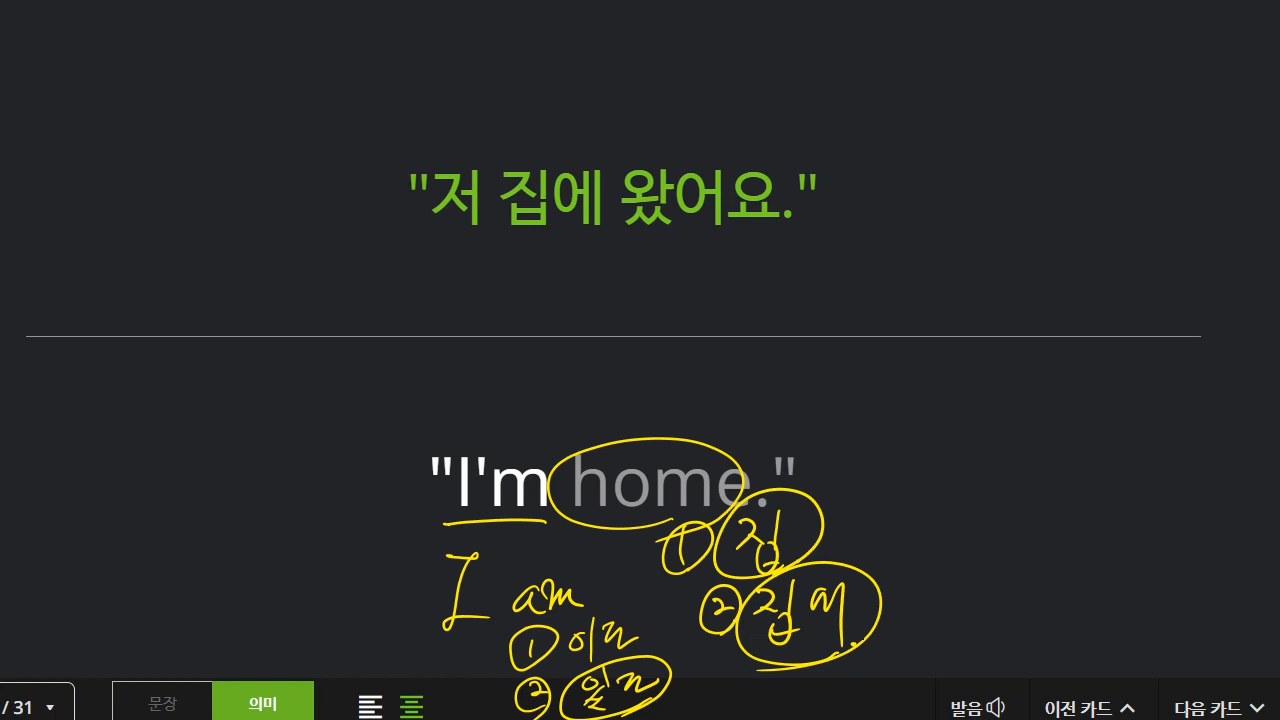 "저 집에 왔어요."
"I'm home."
① 집
I am
② 집에.
① 이다
② 있다
/ 31
문장
의미
발음
이전 카드
다음 카드